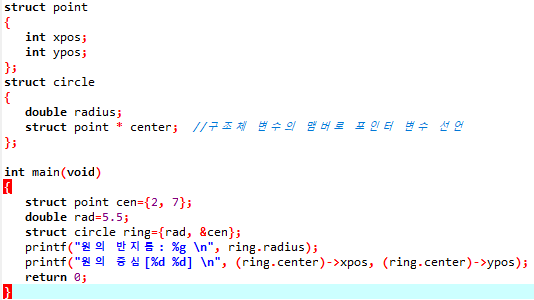 struct point
{
int xpos;
int ypos;
};
struct circle
{
double radius;
struct point * center; //구조체 변수의 멤버로 포인터 변수 선언
};
int main(void)
{
struct point cen={2, 7};
double rad=5.5;
struct circle ring={rad, &cen};
printf("원의 반지름: %g \n", ring.radius);
printf("원의 중심[%d %d] \n", (ring.center)->xpos, (ring.center)->ypos);
return 0;
}